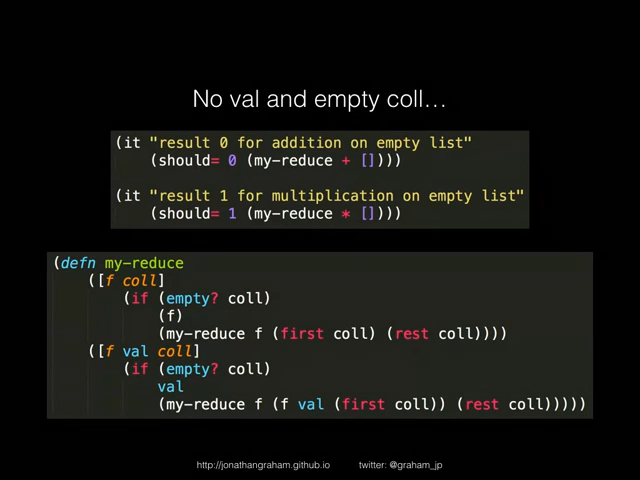 No val and empty coll…
(it "result 0 for addition on empty list"
(should= 0 (my-reduce + [])))
(it "result 1 for multiplication on empty list"
(should= 1 (my-reduce * [])))
(defn my-reduce
([f coll]
(if (empty? coll)
(f)
(my-reduce f (first coll) (rest coll))))
([f val coll]
(if (empty? coll)
val
(my-reduce f (f val (first coll)) (rest coll)))))
http://jonathangraham.github.io twitter: @graham_jp